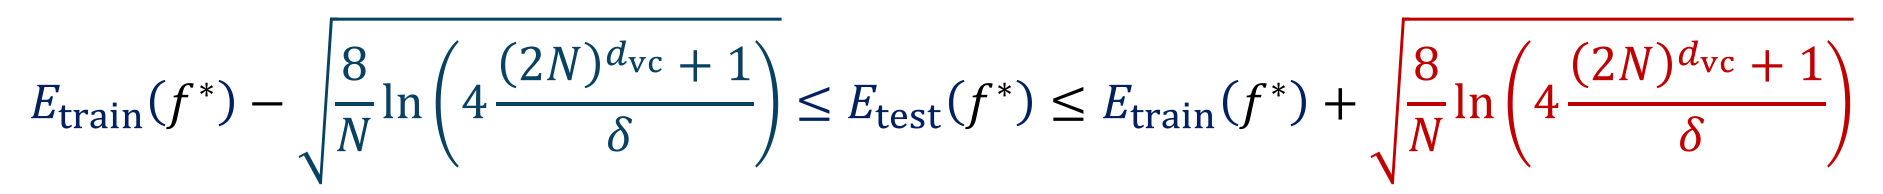 E_train(f*) − √(8/N ln(4 ((2N)^{d_vc} + 1)/δ)) ≤ E_test(f*) ≤ E_train(f*) + √(8/N ln(4 ((2N)^{d_vc} + 1)/δ))